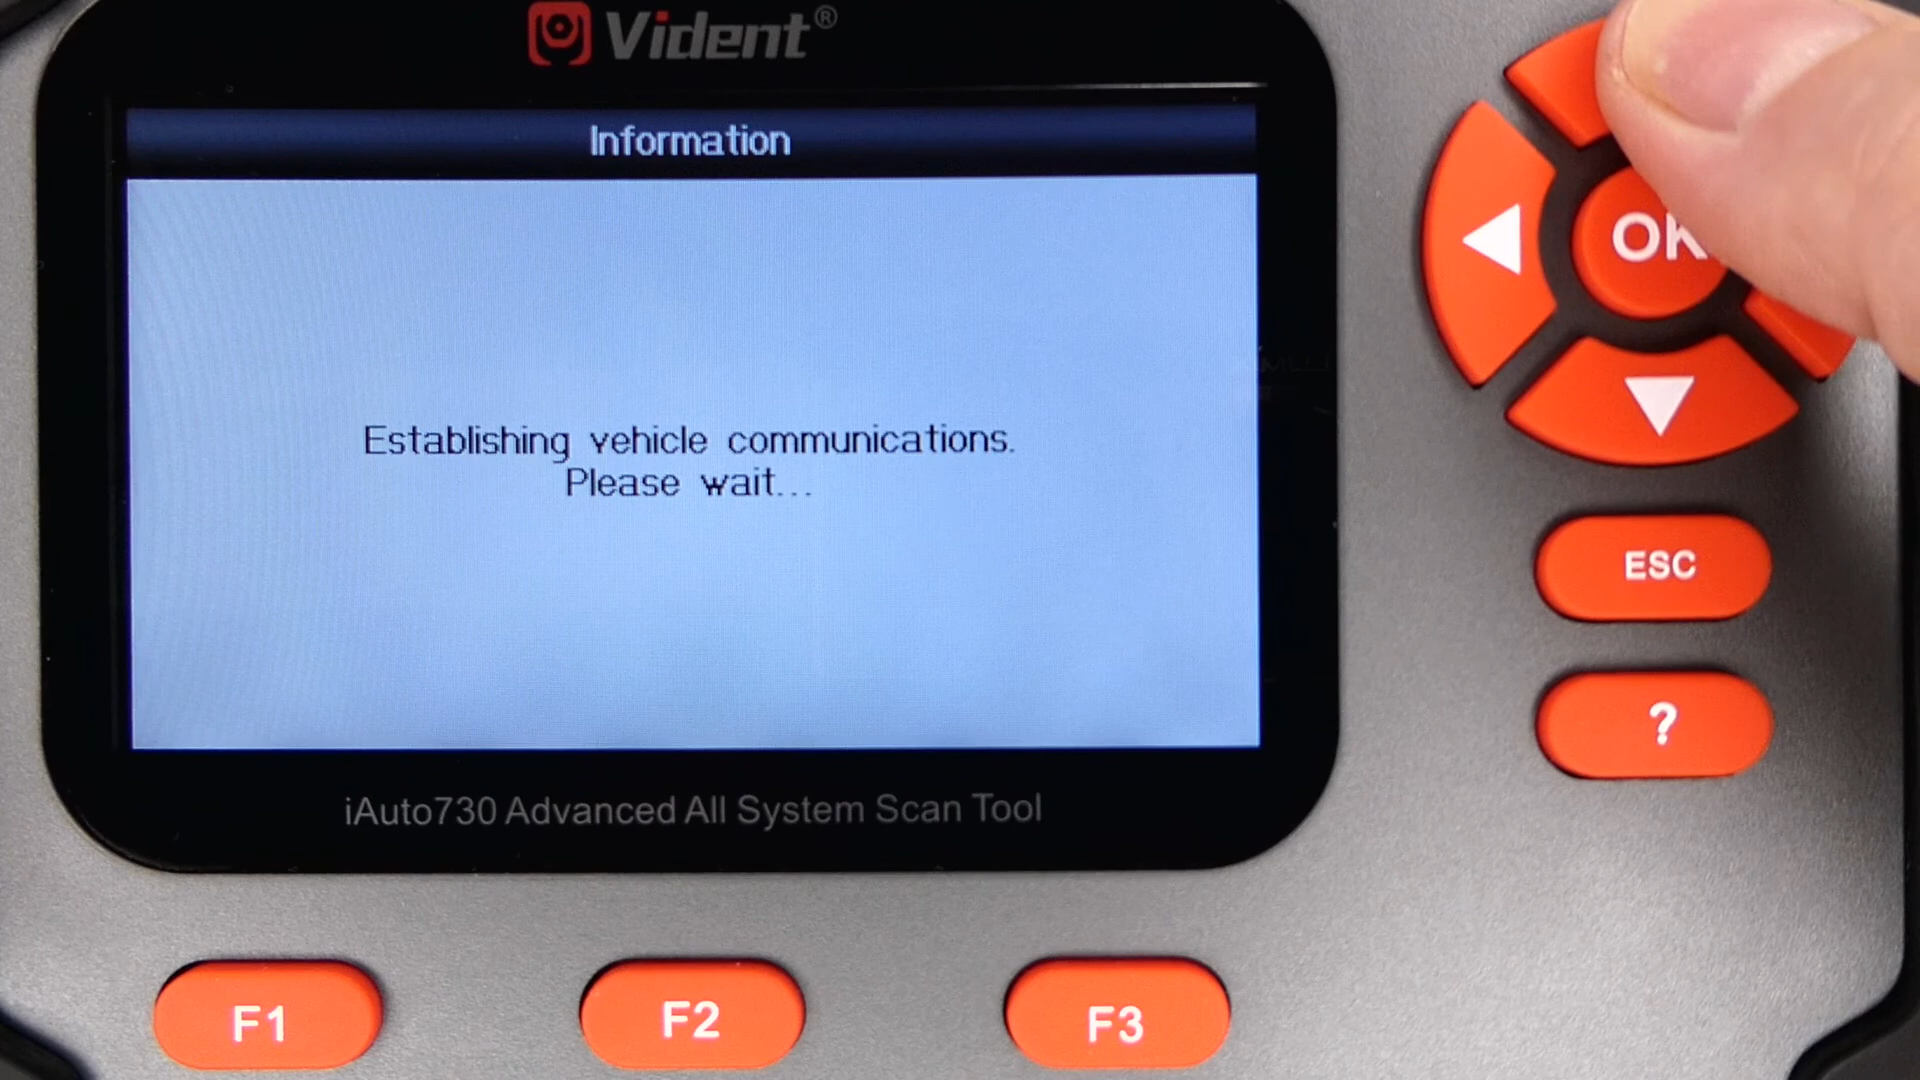 Vident®
Information
Establishing vehicle communications.
Please wait...
iAuto730 Advanced All System Scan Tool
OK
ESC
?
F1
F2
F3